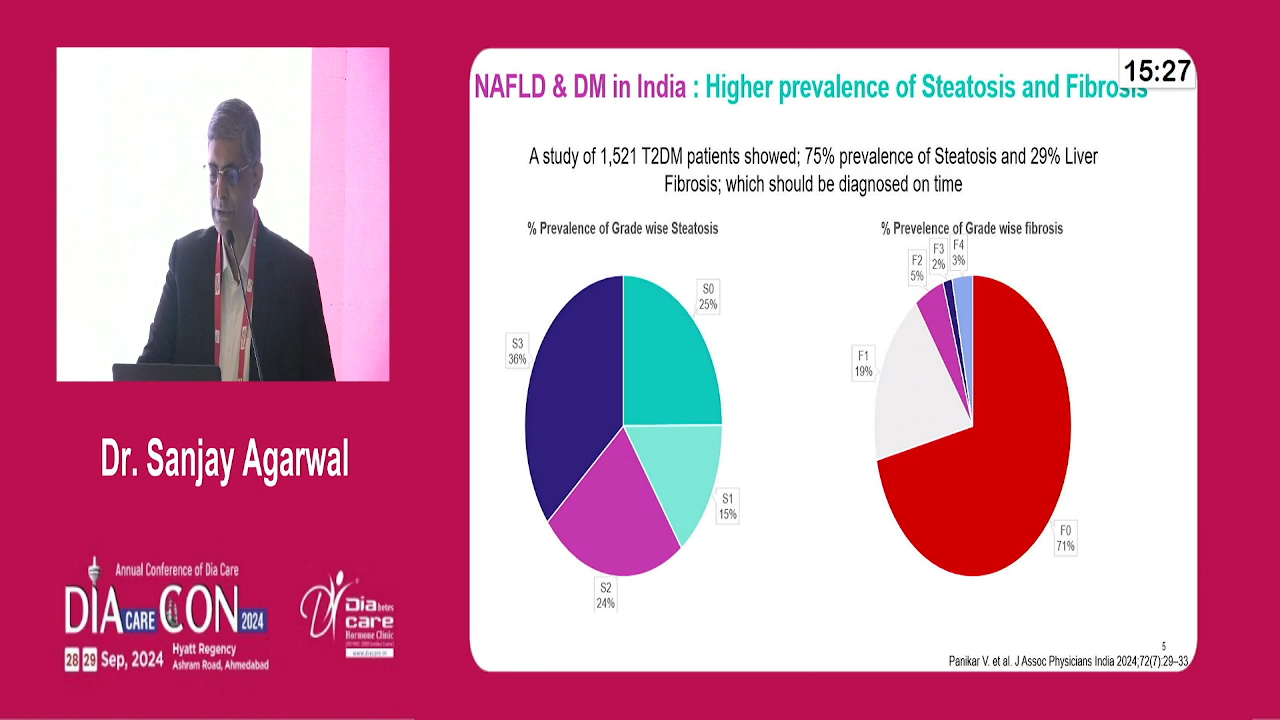 15:27
NAFLD & DM in India : Higher prevalence of Steatosis and Fibrosis
A study of 1,521 T2DM patients showed; 75% prevalence of Steatosis and 29% Liver
Fibrosis; which should be diagnosed on time
% Prevalence of Grade wise Steatosis
S0
25%
S1
15%
S2
24%
S3
36%
% Prevelence of Grade wise fibrosis
F4
3%
F3
2%
F2
5%
F1
19%
F0
71%
5
Panikar V. et al. J Assoc Physicians India 2024;72(7):29–33
Dr. Sanjay Agarwal
Annual Conference of Dia Care
DIA CARE CON 2024
28 29 Sep, 2024
Hyatt Regency
Ashram Road, Ahmedabad
Diabetes
care
Hormone Clinic
www.diacare.in